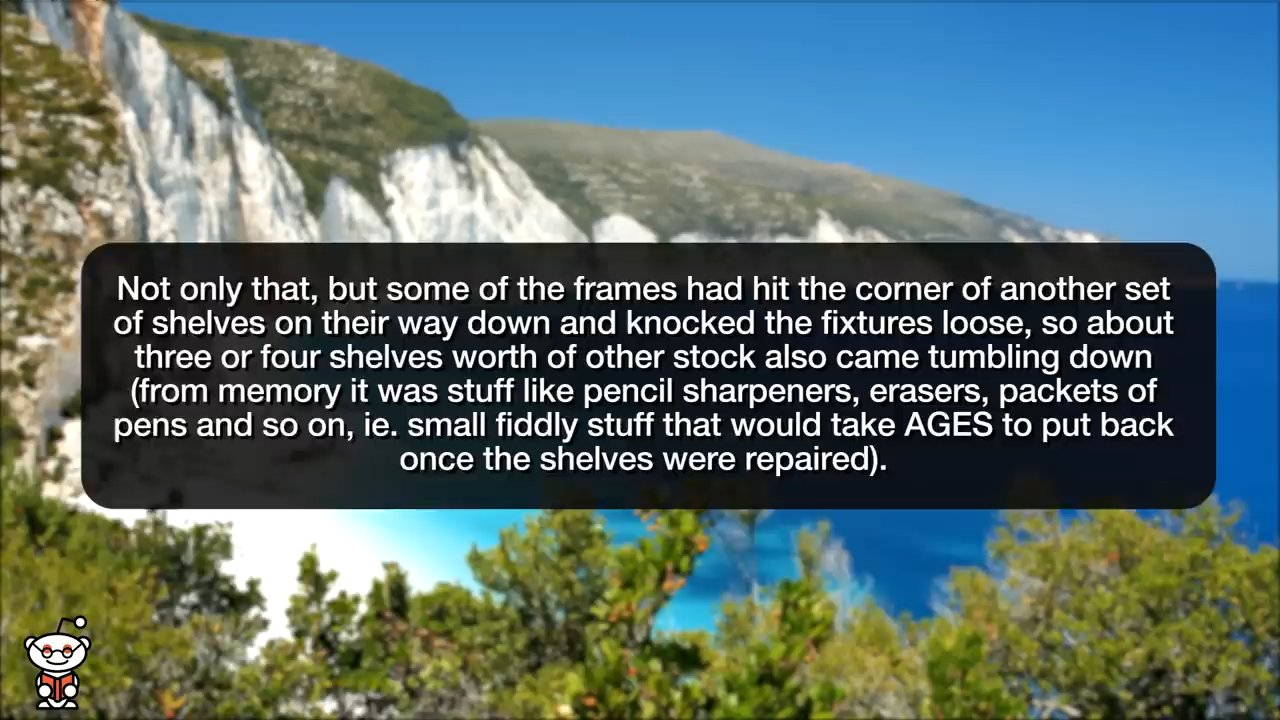 Not only that, but some of the frames had hit the corner of another set
of shelves on their way down and knocked the fixtures loose, so about
three or four shelves worth of other stock also came tumbling down
(from memory it was stuff like pencil sharpeners, erasers, packets of
pens and so on, ie. small fiddly stuff that would take AGES to put back
once the shelves were repaired).